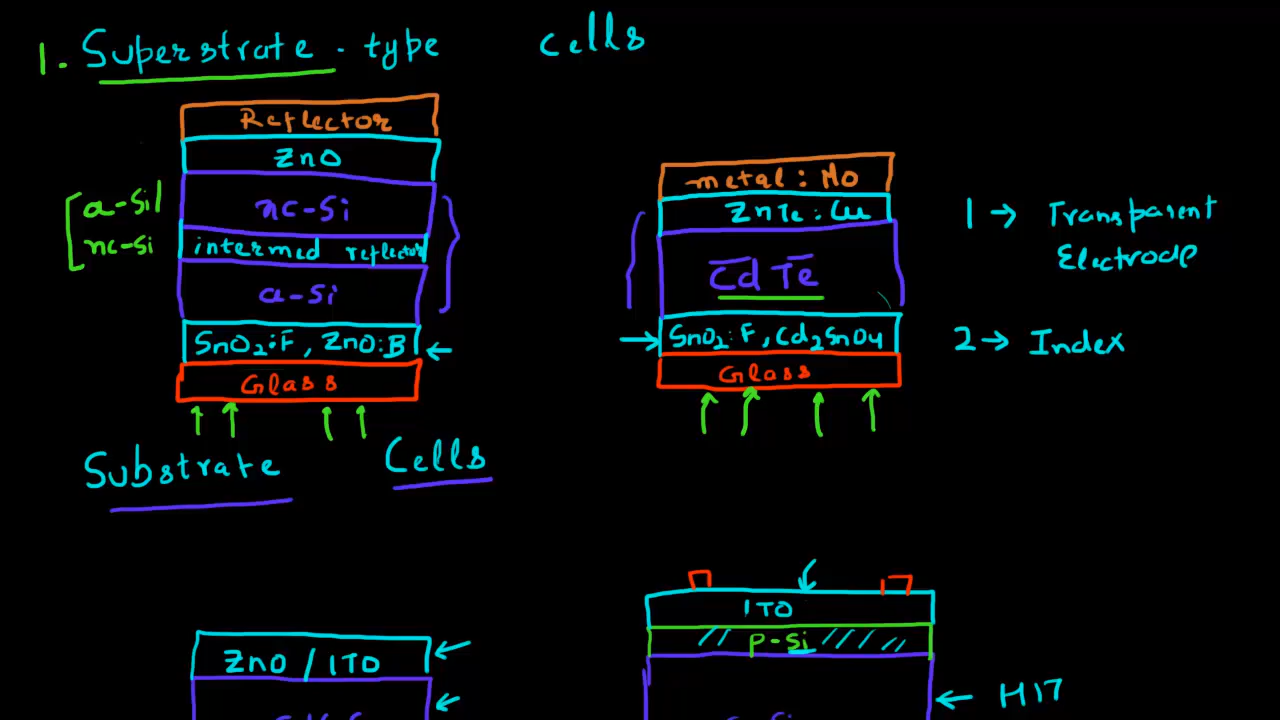 1. Superstrate-type cells
Reflector
ZnO
nc-Si
intermed reflector
a-Si
SnO2:F, ZnO:B
Glass
a-Si/
nc-Si
metal: Mo
ZnTe: Cu
CdTe
SnO2:F, Cd2SnO4
Glass
1 → Transparent
Electrode
2 → Index
Substrate Cells
ZnO / ITO
ITO
p-Si
HIT